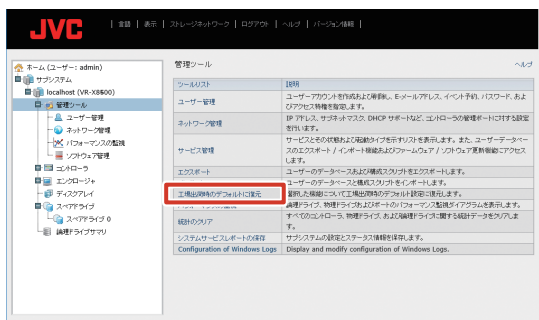 JVC
| 言語 | 表示 | ストレージネットワーク | ログアウト | ヘルプ | バージョン情報 |
ホーム (ユーザー: admin)
サブシステム
localhost (VR-X8600)
管理ツール
ユーザー管理
ネットワーク管理
パフォーマンスの監視
ソフトウェア管理
コントローラ
エンクロージャ
ディスクアレイ
スペアドライブ
スペアドライブ 0
論理ドライブサマリ
管理ツール
ヘルプ
ツールリスト 説明
ユーザー管理 ユーザーアカウントを作成および確認し、E-メールアドレス、イベント予約、パスワード、およ
びアクセス特権を指定します。
ネットワーク管理 IP アドレス、サブネットマスク、DHCP サポートなど、コントローラの管理ポートに対する設定
を行います。
サービス管理 サービスとその状態および起動タイプを示すリストを表示します。また、ユーザーデータベー
スのエクスポート / インポート機能およびファームウェア / ソフトウェア更新機能にアクセス
します。
エクスポート ユーザーのデータベースおよび構成スクリプトをエクスポートします。
ユーザーのデータベースと構成スクリプトをインポートします。
工場出荷時のデフォルトに復元 選択した機能について工場出荷時のデフォルト設定に復元します。
論理ドライブ、物理ドライブおよびポートのパフォーマンス監視ダイアグラムを表示します。
統計のクリア すべてのコントローラ、物理ドライブ、および論理ドライブに関する統計データをクリアしま
す。
システムサービスレポートの保存 サブシステムの設定とステータス情報を保存します。
Configuration of Windows Logs Display and modify configuration of Windows Logs.